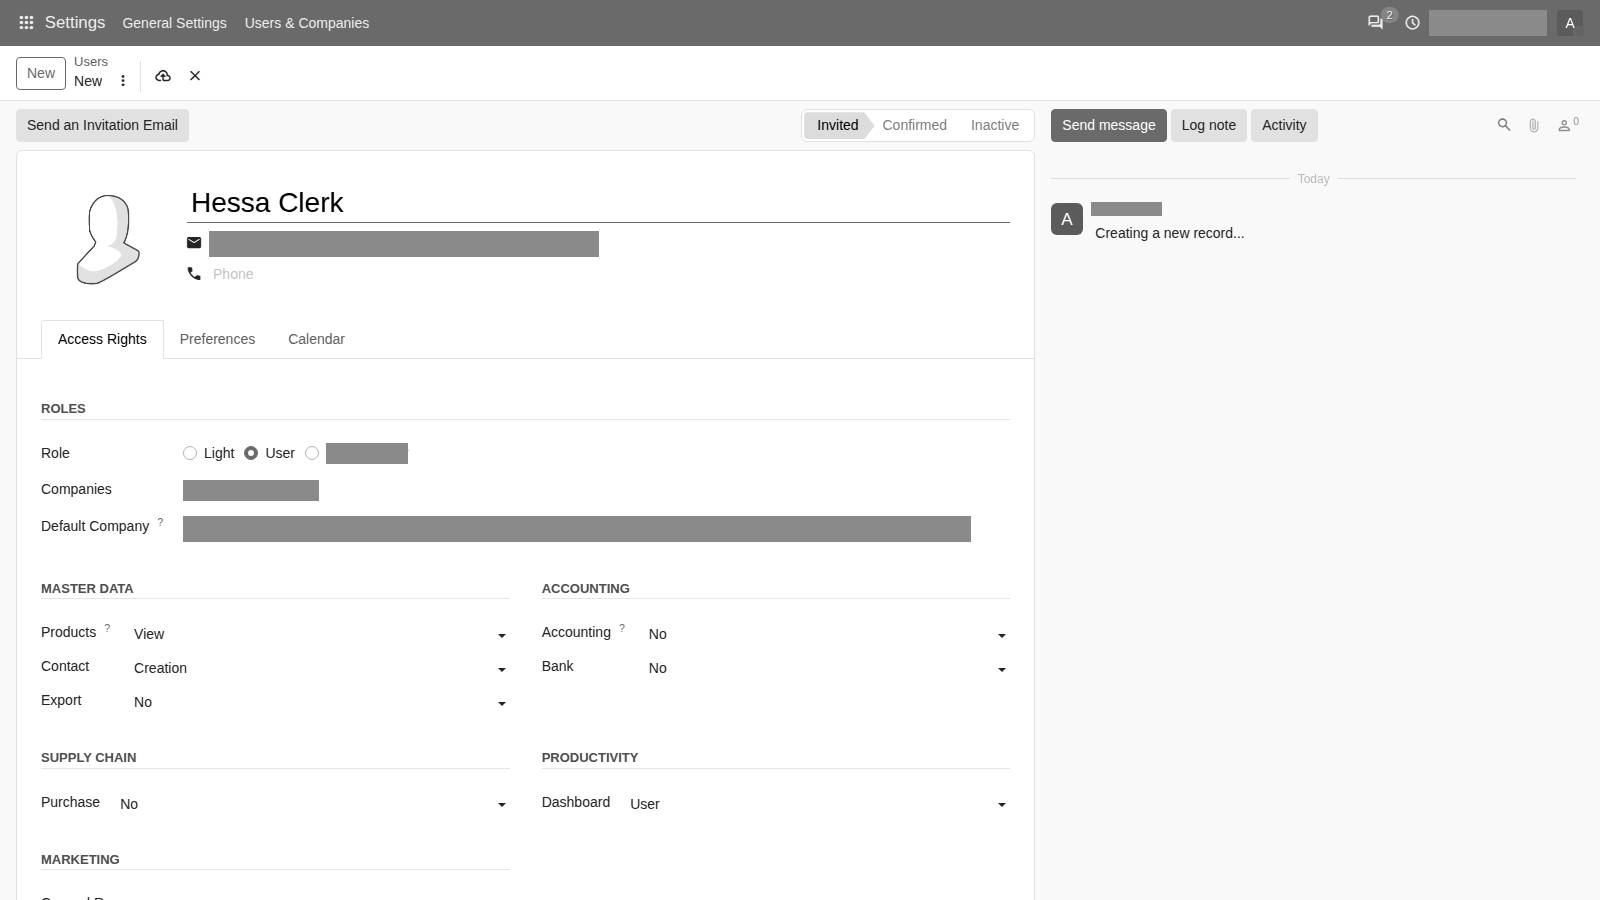 Settings General Settings Users & Companies 2 A
New Users
New
Send an Invitation Email Invited Confirmed Inactive Send message Log note Activity 0
Today
Hessa Clerk
A
Creating a new record...
Phone
Access Rights Preferences Calendar
ROLES
Role Light User
Companies
Default Company ?
MASTER DATA ACCOUNTING
Products ? View Accounting ? No
Contact Creation Bank No
Export No
SUPPLY CHAIN PRODUCTIVITY
Purchase No Dashboard User
MARKETING